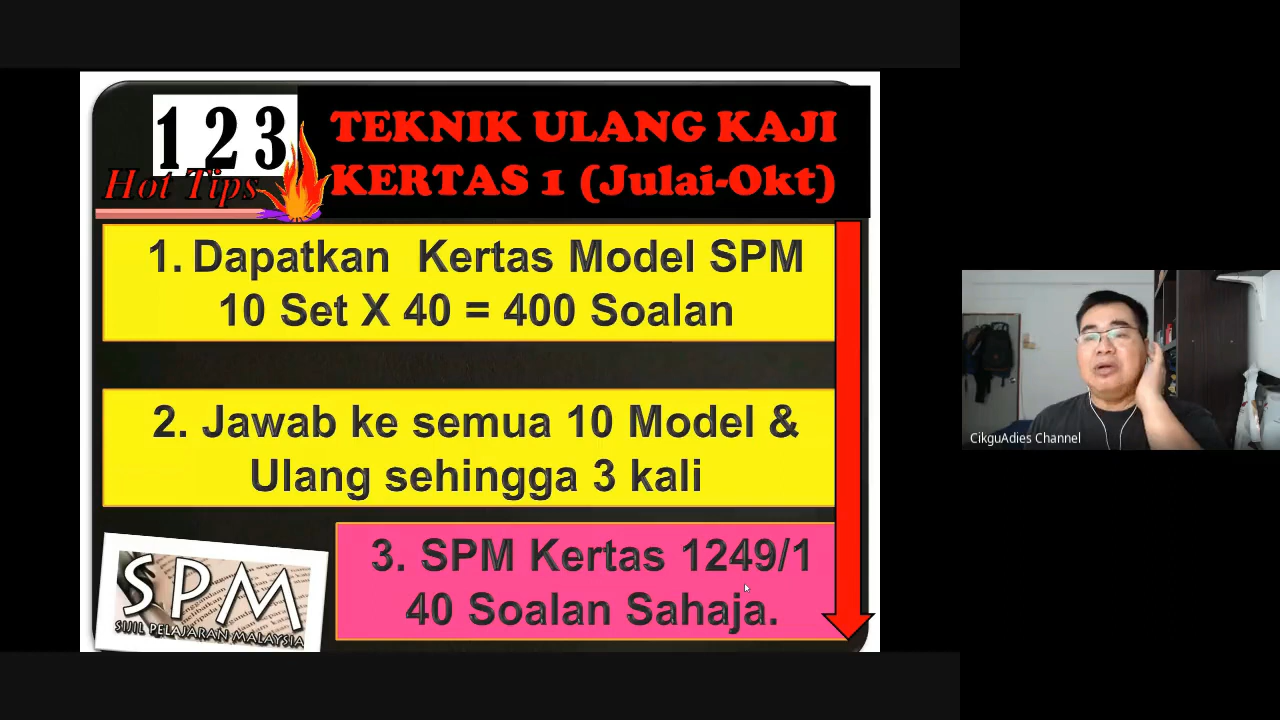 1 2 3
Hot Tips
TEKNIK ULANG KAJI
KERTAS 1 (Julai-Okt)
1. Dapatkan Kertas Model SPM
10 Set X 40 = 400 Soalan
2. Jawab ke semua 10 Model &
Ulang sehingga 3 kali
3. SPM Kertas 1249/1
40 Soalan Sahaja.
SPM
SIJIL PELAJARAN MALAYSIA
CikguAdies Channel